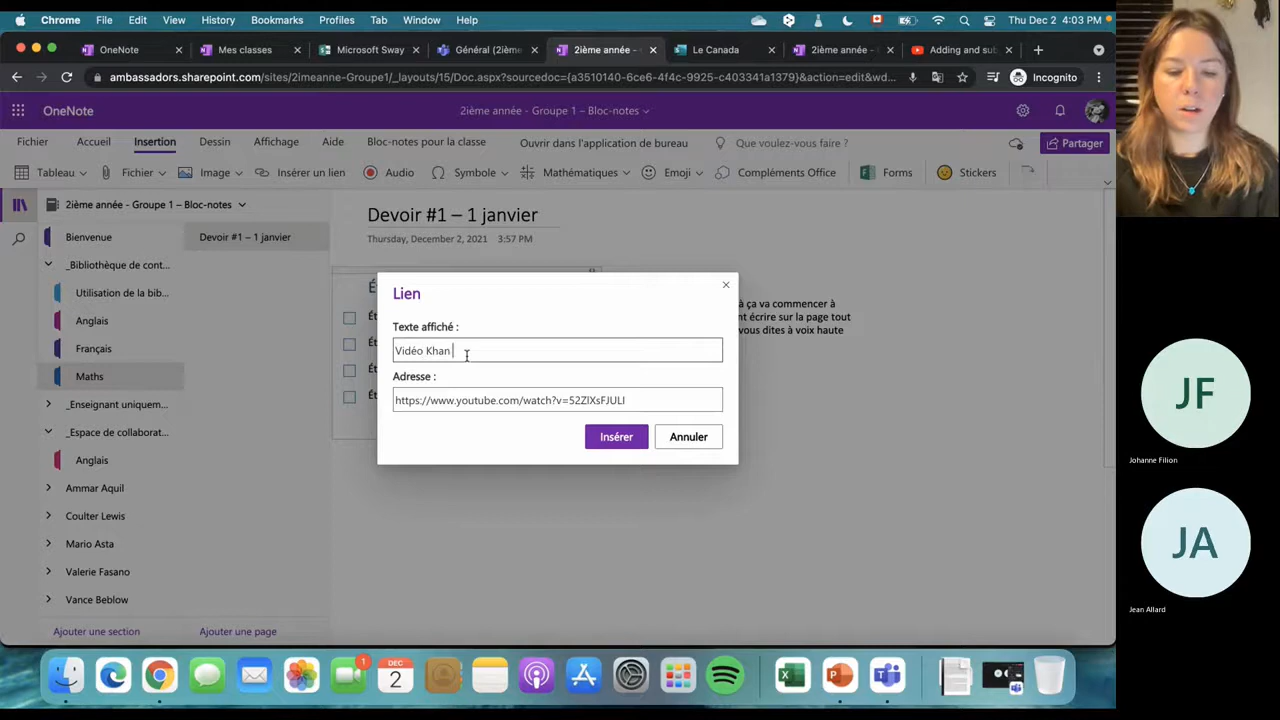 Chrome File Edit View History Bookmarks Profiles Tab Window Help Thu Dec 2 4:03 PM
OneNote Mes classes Microsoft Sway Général (2ième 2ième année - Le Canada 2ième année - Adding and sub
ambassadors.sharepoint.com/sites/2imeanne-Groupe1/_layouts/15/Doc.aspx?sourcedoc={a3510140-6ce6-4f4c-9925-c403341a1379}&action=edit&wd... Incognito
OneNote 2ième année - Groupe 1 – Bloc-notes
Fichier Accueil Insertion Dessin Affichage Aide Bloc-notes pour la classe Ouvrir dans l'application de bureau Que voulez-vous faire ? Partager
Tableau Fichier Image Insérer un lien Audio Symbole Mathématiques Emoji Compléments Office Forms Stickers
2ième année - Groupe 1 – Bloc-notes
Bienvenue
_Bibliothèque de cont...
Utilisation de la bib...
Anglais
Français
Maths
_Enseignant uniquem...
_Espace de collaborat...
Anglais
Ammar Aquil
Coulter Lewis
Mario Asta
Valerie Fasano
Vance Beblow
Ajouter une section Ajouter une page
Devoir #1 – 1 janvier
Devoir #1 – 1 janvier
Thursday, December 2, 2021 3:57 PM
à ça va commencer à
nt écrire sur la page tout
vous dites à voix haute
Lien
Texte affiché :
Vidéo Khan
Adresse :
https://www.youtube.com/watch?v=52ZlXsFJULI
Insérer Annuler
JF
Johanne Filion
JA
Jean Allard
1
DEC
2